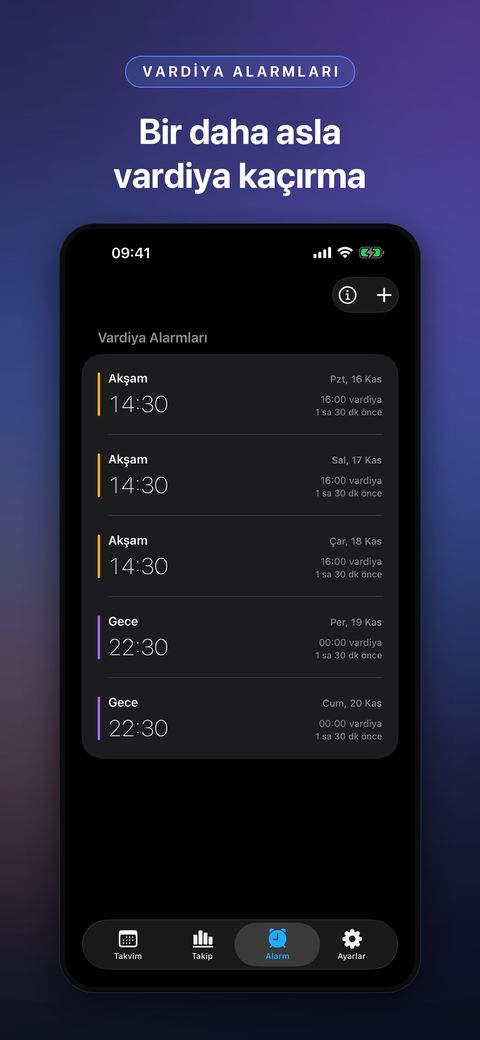 VARDİYA ALARMLARI
Bir daha asla
vardiya kaçırma
09:41
Vardiya Alarmları
Akşam
Pzt, 16 Kas
14:30
16:00 vardiya
1 sa 30 dk önce
Akşam
Sal, 17 Kas
14:30
16:00 vardiya
1 sa 30 dk önce
Akşam
Çar, 18 Kas
14:30
16:00 vardiya
1 sa 30 dk önce
Gece
Per, 19 Kas
22:30
00:00 vardiya
1 sa 30 dk önce
Gece
Cum, 20 Kas
22:30
00:00 vardiya
1 sa 30 dk önce
Takvim
Takip
Alarm
Ayarlar